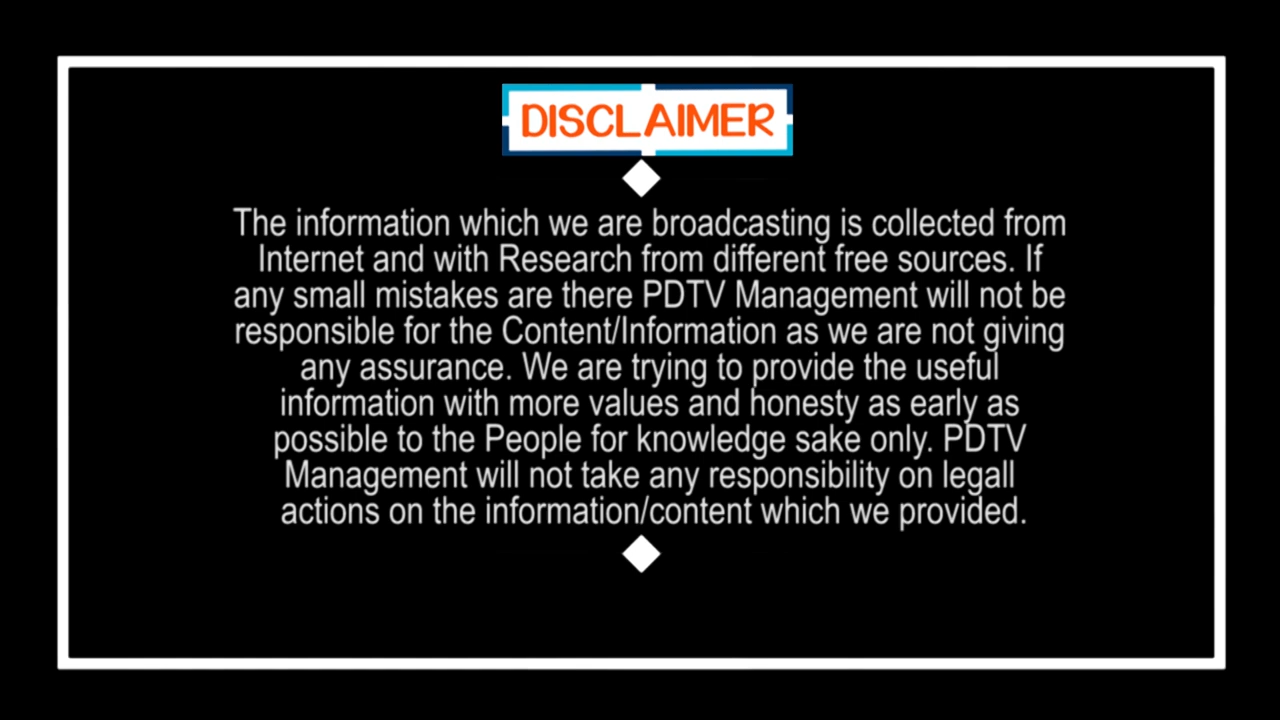 DISCLAIMER
The information which we are broadcasting is collected from
Internet and with Research from different free sources. If
any small mistakes are there PDTV Management will not be
responsible for the Content/Information as we are not giving
any assurance. We are trying to provide the useful
information with more values and honesty as early as
possible to the People for knowledge sake only. PDTV
Management will not take any responsibility on legall
actions on the information/content which we provided.